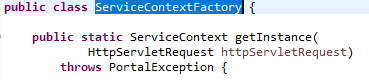 public class ServiceContextFactory {
public static ServiceContext getInstance(
HttpServletRequest httpServletRequest)
throws PortalException {